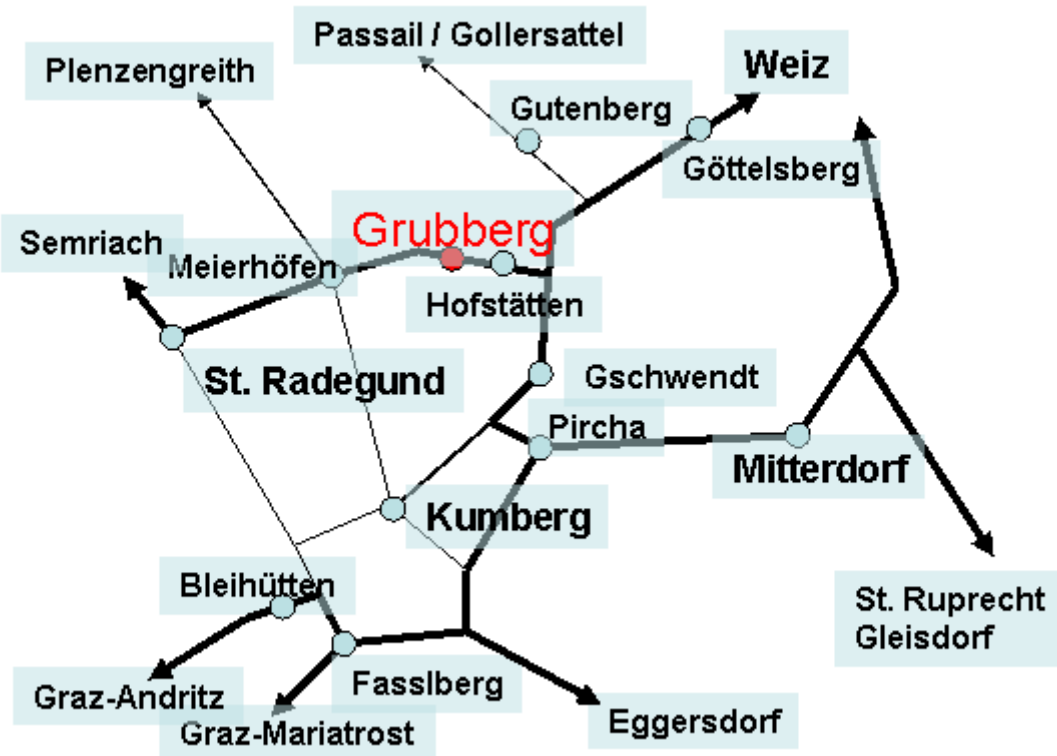 Passail / Gollersattel
Weiz
Plenzengreith
Gutenberg
Göttelsberg
Grubberg
Semriach
Meierhöfen
Hofstätten
St. Radegund
Gschwendt
Pircha
Mitterdorf
Kumberg
Bleihütten
St. Ruprecht
Gleisdorf
Fasslberg
Graz-Andritz
Eggersdorf
Graz-Mariatrost